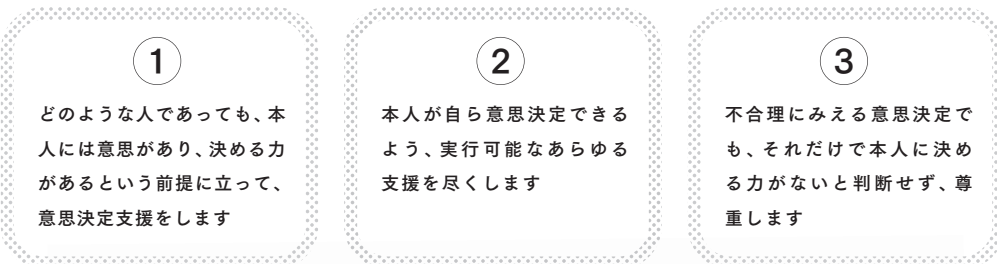 1
どのような人であっても、本
人には意思があり、決める力
があるという前提に立って、
意思決定支援をします
2
本人が自ら意思決定できる
よう、実行可能なあらゆる
支援を尽くします
3
不合理にみえる意思決定で
も、それだけで本人に決め
る力がないと判断せず、尊
重します